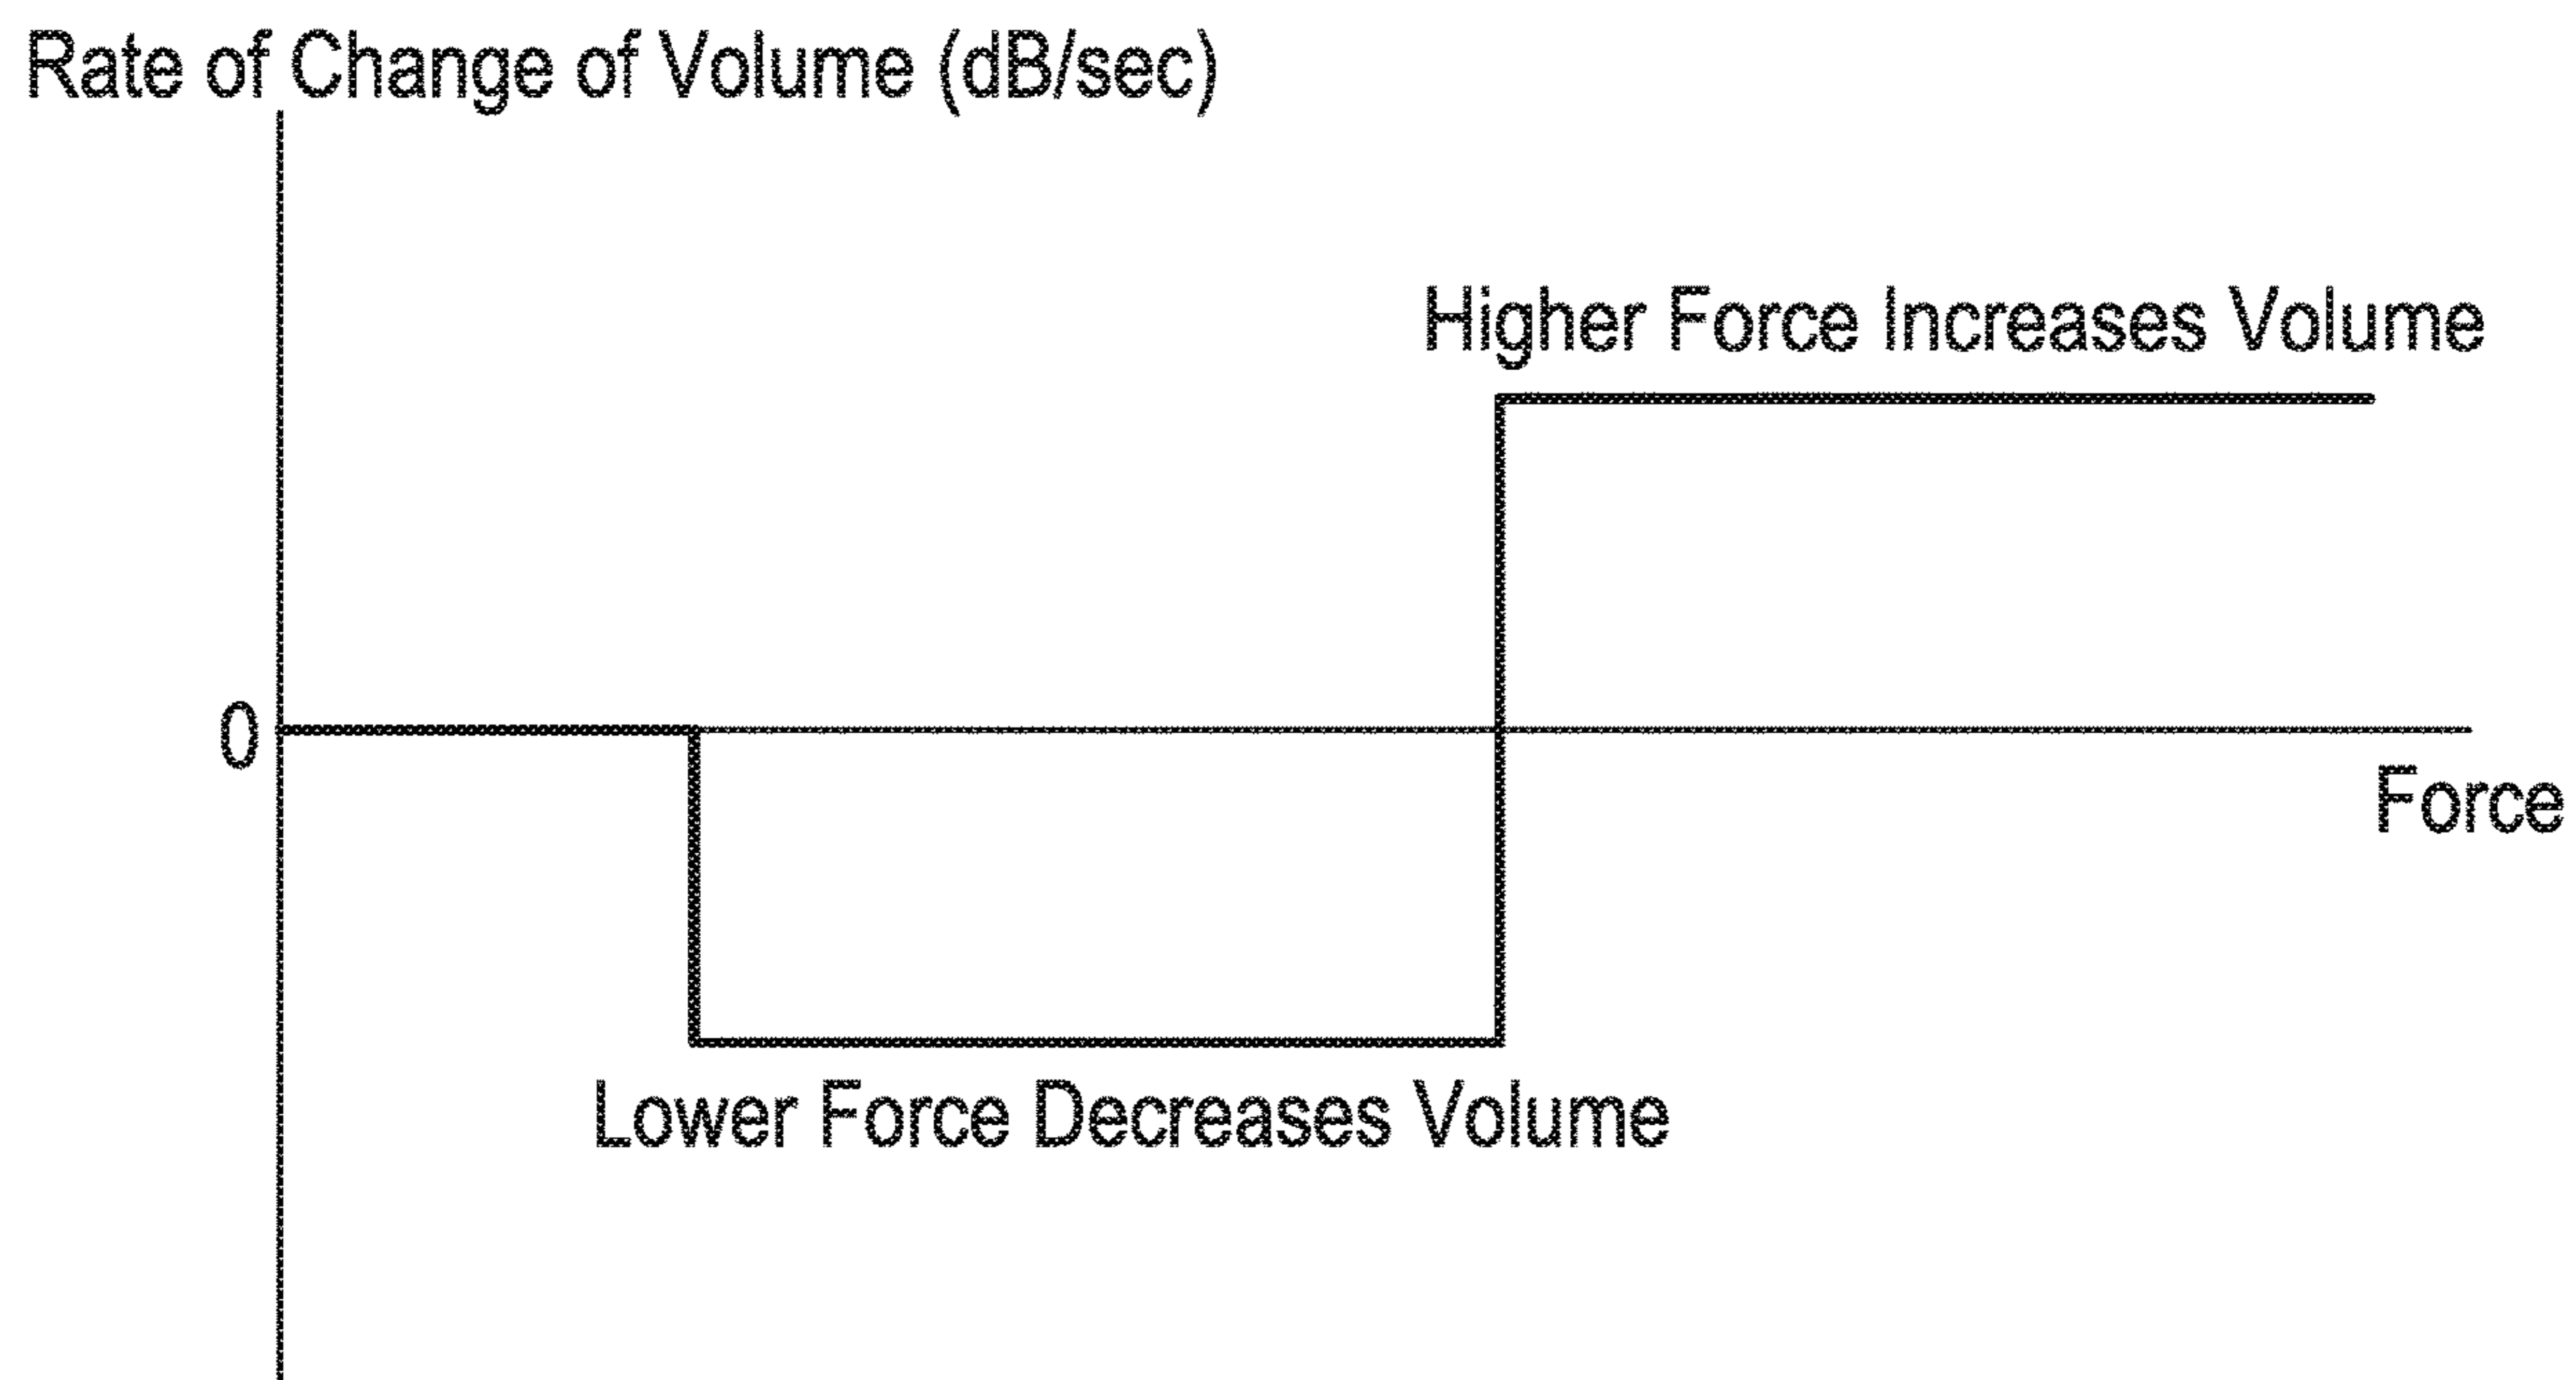 Rate of Change of Volume (dB/sec)
Higher Force Increases Volume
0
Force
Lower Force Decreases Volume